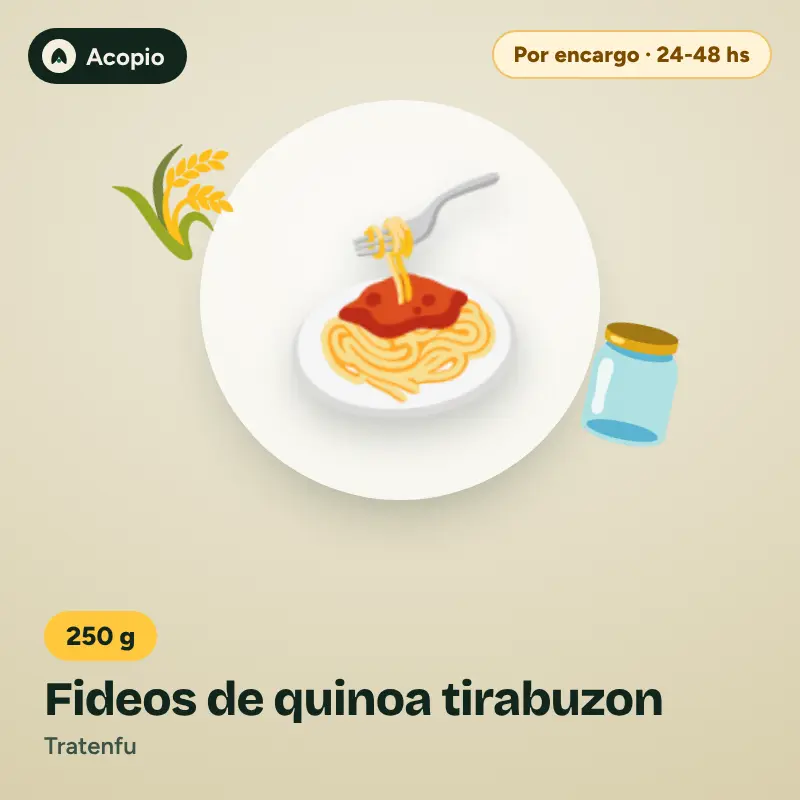 Acopio
Por encargo · 24-48 hs
250 g
Fideos de quinoa tirabuzon
Tratenfu